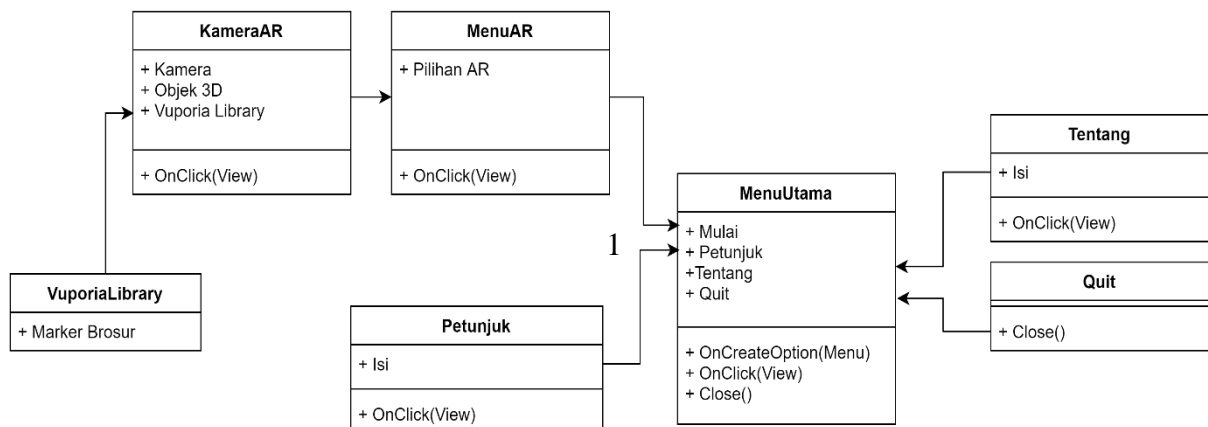 KameraAR
+ Kamera
+ Objek 3D
+ Vuporia Library
+ OnClick(View)
MenuAR
+ Pilihan AR
+ OnClick(View)
VuporiaLibrary
+ Marker Brosur
Petunjuk
+ Isi
+ OnClick(View)
1
MenuUtama
+ Mulai
+ Petunjuk
+Tentang
+ Quit
+ OnCreateOption(Menu)
+ OnClick(View)
+ Close()
Tentang
+ Isi
+ OnClick(View)
Quit
+ Close()